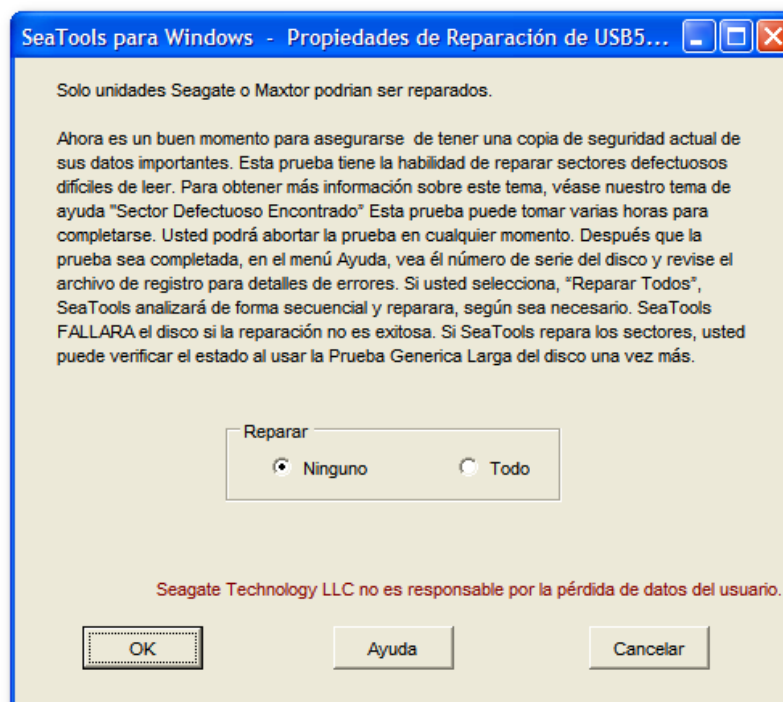 SeaTools para Windows - Propiedades de Reparación de USB5...
Solo unidades Seagate o Maxtor podrian ser reparados.
Ahora es un buen momento para asegurarse de tener una copia de seguridad actual de
sus datos importantes. Esta prueba tiene la habilidad de reparar sectores defectuosos
difíciles de leer. Para obtener más información sobre este tema, véase nuestro tema de
ayuda "Sector Defectuoso Encontrado" Esta prueba puede tomar varias horas para
completarse. Usted podrá abortar la prueba en cualquier momento. Después que la
prueba sea completada, en el menú Ayuda, vea él número de serie del disco y revise el
archivo de registro para detalles de errores. Si usted selecciona, “Reparar Todos”,
SeaTools analizará de forma secuencial y reparara, según sea necesario. SeaTools
FALLARA el disco si la reparación no es exitosa. Si SeaTools repara los sectores, usted
puede verificar el estado al usar la Prueba Generica Larga del disco una vez más.
Reparar
Ninguno Todo
Seagate Technology LLC no es responsable por la pérdida de datos del usuario.
OK Ayuda Cancelar